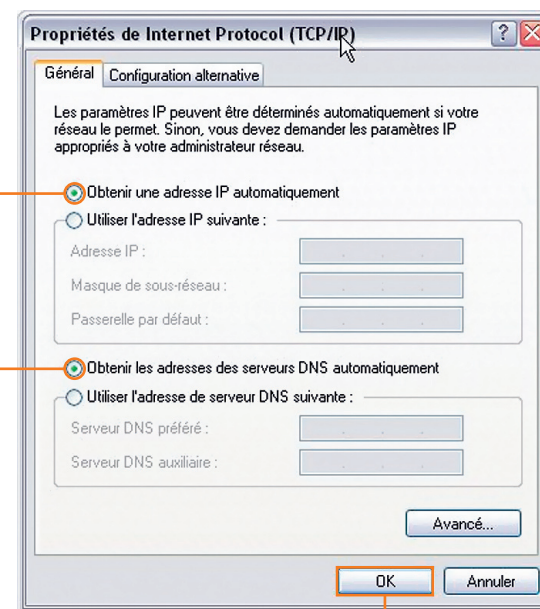 Propriétés de Internet Protocol (TCP/IP)
Général
Configuration alternative
Les paramètres IP peuvent être déterminés automatiquement si votre
réseau le permet. Sinon, vous devez demander les paramètres IP
appropriés à votre administrateur réseau.
Obtenir une adresse IP automatiquement
Utiliser l'adresse IP suivante :
Adresse IP :
Masque de sous-réseau :
Passerelle par défaut :
Obtenir les adresses des serveurs DNS automatiquement
Utiliser l'adresse de serveur DNS suivante :
Serveur DNS préféré :
Serveur DNS auxiliaire :
Avancé...
OK
Annuler